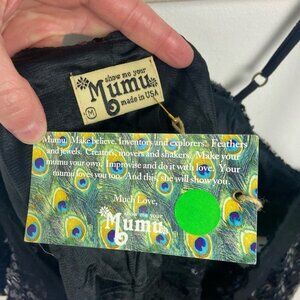 show me your
Mumu
made in USA
M
Mumu. Make believe. Inventors and explorers. Feathers
and jewels. Creators, movers and shakers. Make your
mumu your own. Improvise and do it with love. Your
mumu loves you too. And this, she will show you.
Much Love,
show me your
Mumu